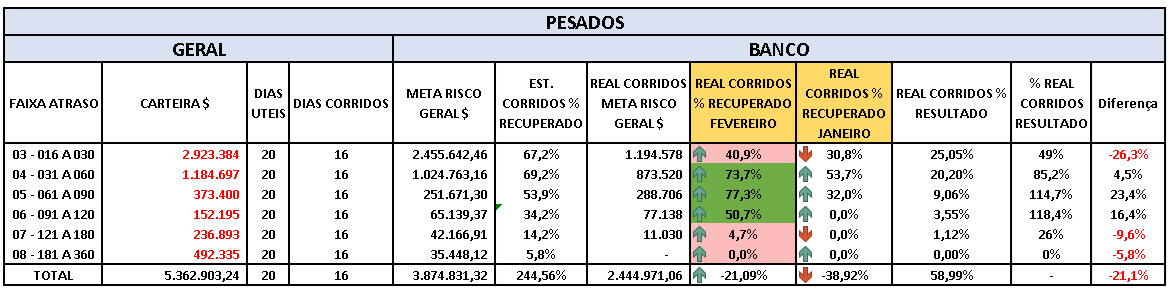 PESADOS
GERAL BANCO
FAIXA ATRASO CARTEIRA $ DIAS UTEIS DIAS CORRIDOS META RISCO GERAL $ EST. CORRIDOS % RECUPERADO REAL CORRIDOS META RISCO GERAL $ REAL CORRIDOS % RECUPERADO FEVEREIRO REAL CORRIDOS % RECUPERADO JANEIRO REAL CORRIDOS % RESULTADO % REAL CORRIDOS RESULTADO Diferença
03 - 016 A 030 2.923.384 20 16 2.455.642,46 67,2% 1.194.578 40,9% 30,8% 25,05% 49% -26,3%
04 - 031 A 060 1.184.697 20 16 1.024.763,16 69,2% 873.520 73,7% 53,7% 20,20% 85,2% 4,5%
05 - 061 A 090 373.400 20 16 251.671,30 53,9% 288.706 77,3% 32,0% 9,06% 114,7% 23,4%
06 - 091 A 120 152.195 20 16 65.139,37 34,2% 77.138 50,7% 0,0% 3,55% 118,4% 16,4%
07 - 121 A 180 236.893 20 16 42.166,91 14,2% 11.030 4,7% 0,0% 1,12% 26% -9,6%
08 - 181 A 360 492.335 20 16 35.448,12 5,8% - 0,0% 0,0% 0,00% 0% -5,8%
TOTAL 5.362.903,24 20 16 3.874.831,32 244,56% 2.444.971,06 -21,09% -38,92% 58,99% - -21,1%